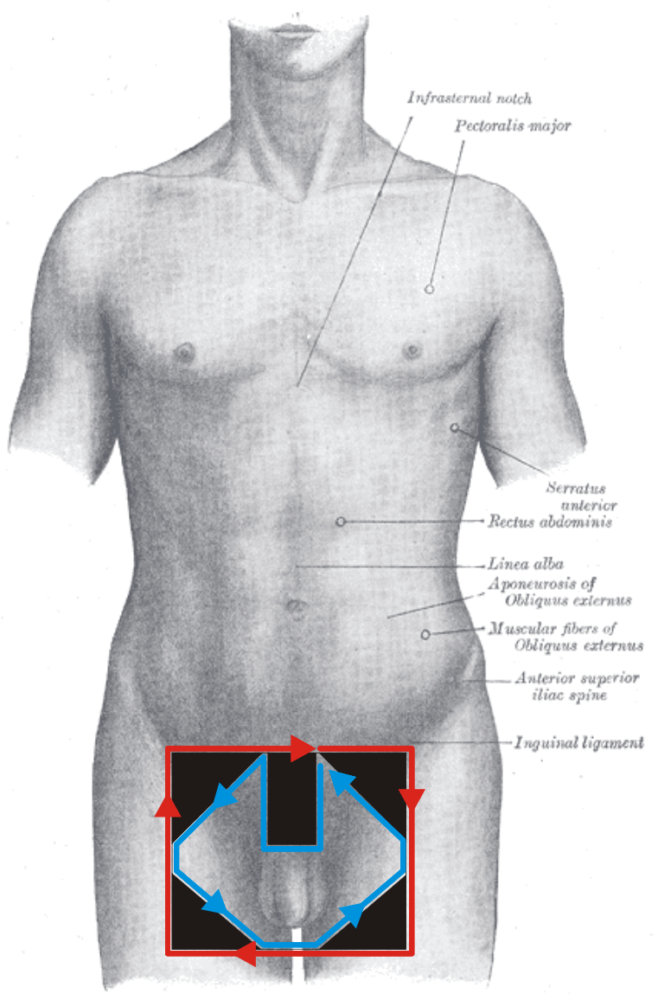 Infrasternal notch
Pectoralis major
Serratus
anterior
Rectus abdominis
Linea alba
Aponeurosis of
Obliquus externus
Muscular fibers of
Obliquus externus
Anterior superior
iliac spine
Inguinal ligament